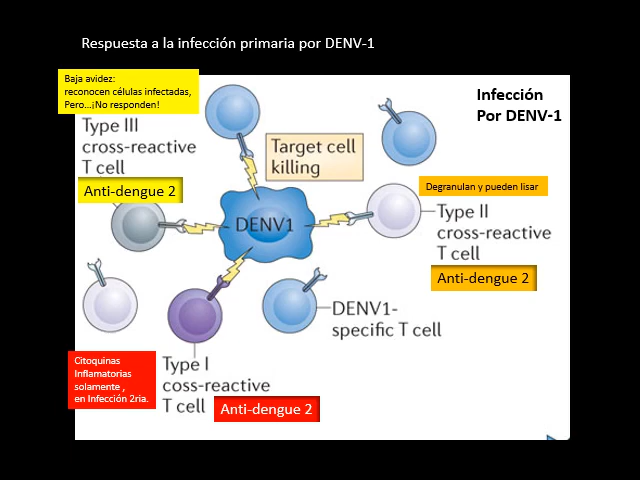 Respuesta a la infección primaria por DENV-1
Baja avidez:
reconocen células infectadas,
Pero...¡No responden!
Infección
Por DENV-1
Type III
cross-reactive
T cell
Target cell
killing
Anti-dengue 2
Degranulan y pueden lisar
DENV1
Type II
cross-reactive
T cell
Anti-dengue 2
DENV1-
specific T cell
Citoquinas
Inflamatorias
solamente ,
en Infección 2ria.
Type I
coss-reactive
T cell
Anti-dengue 2